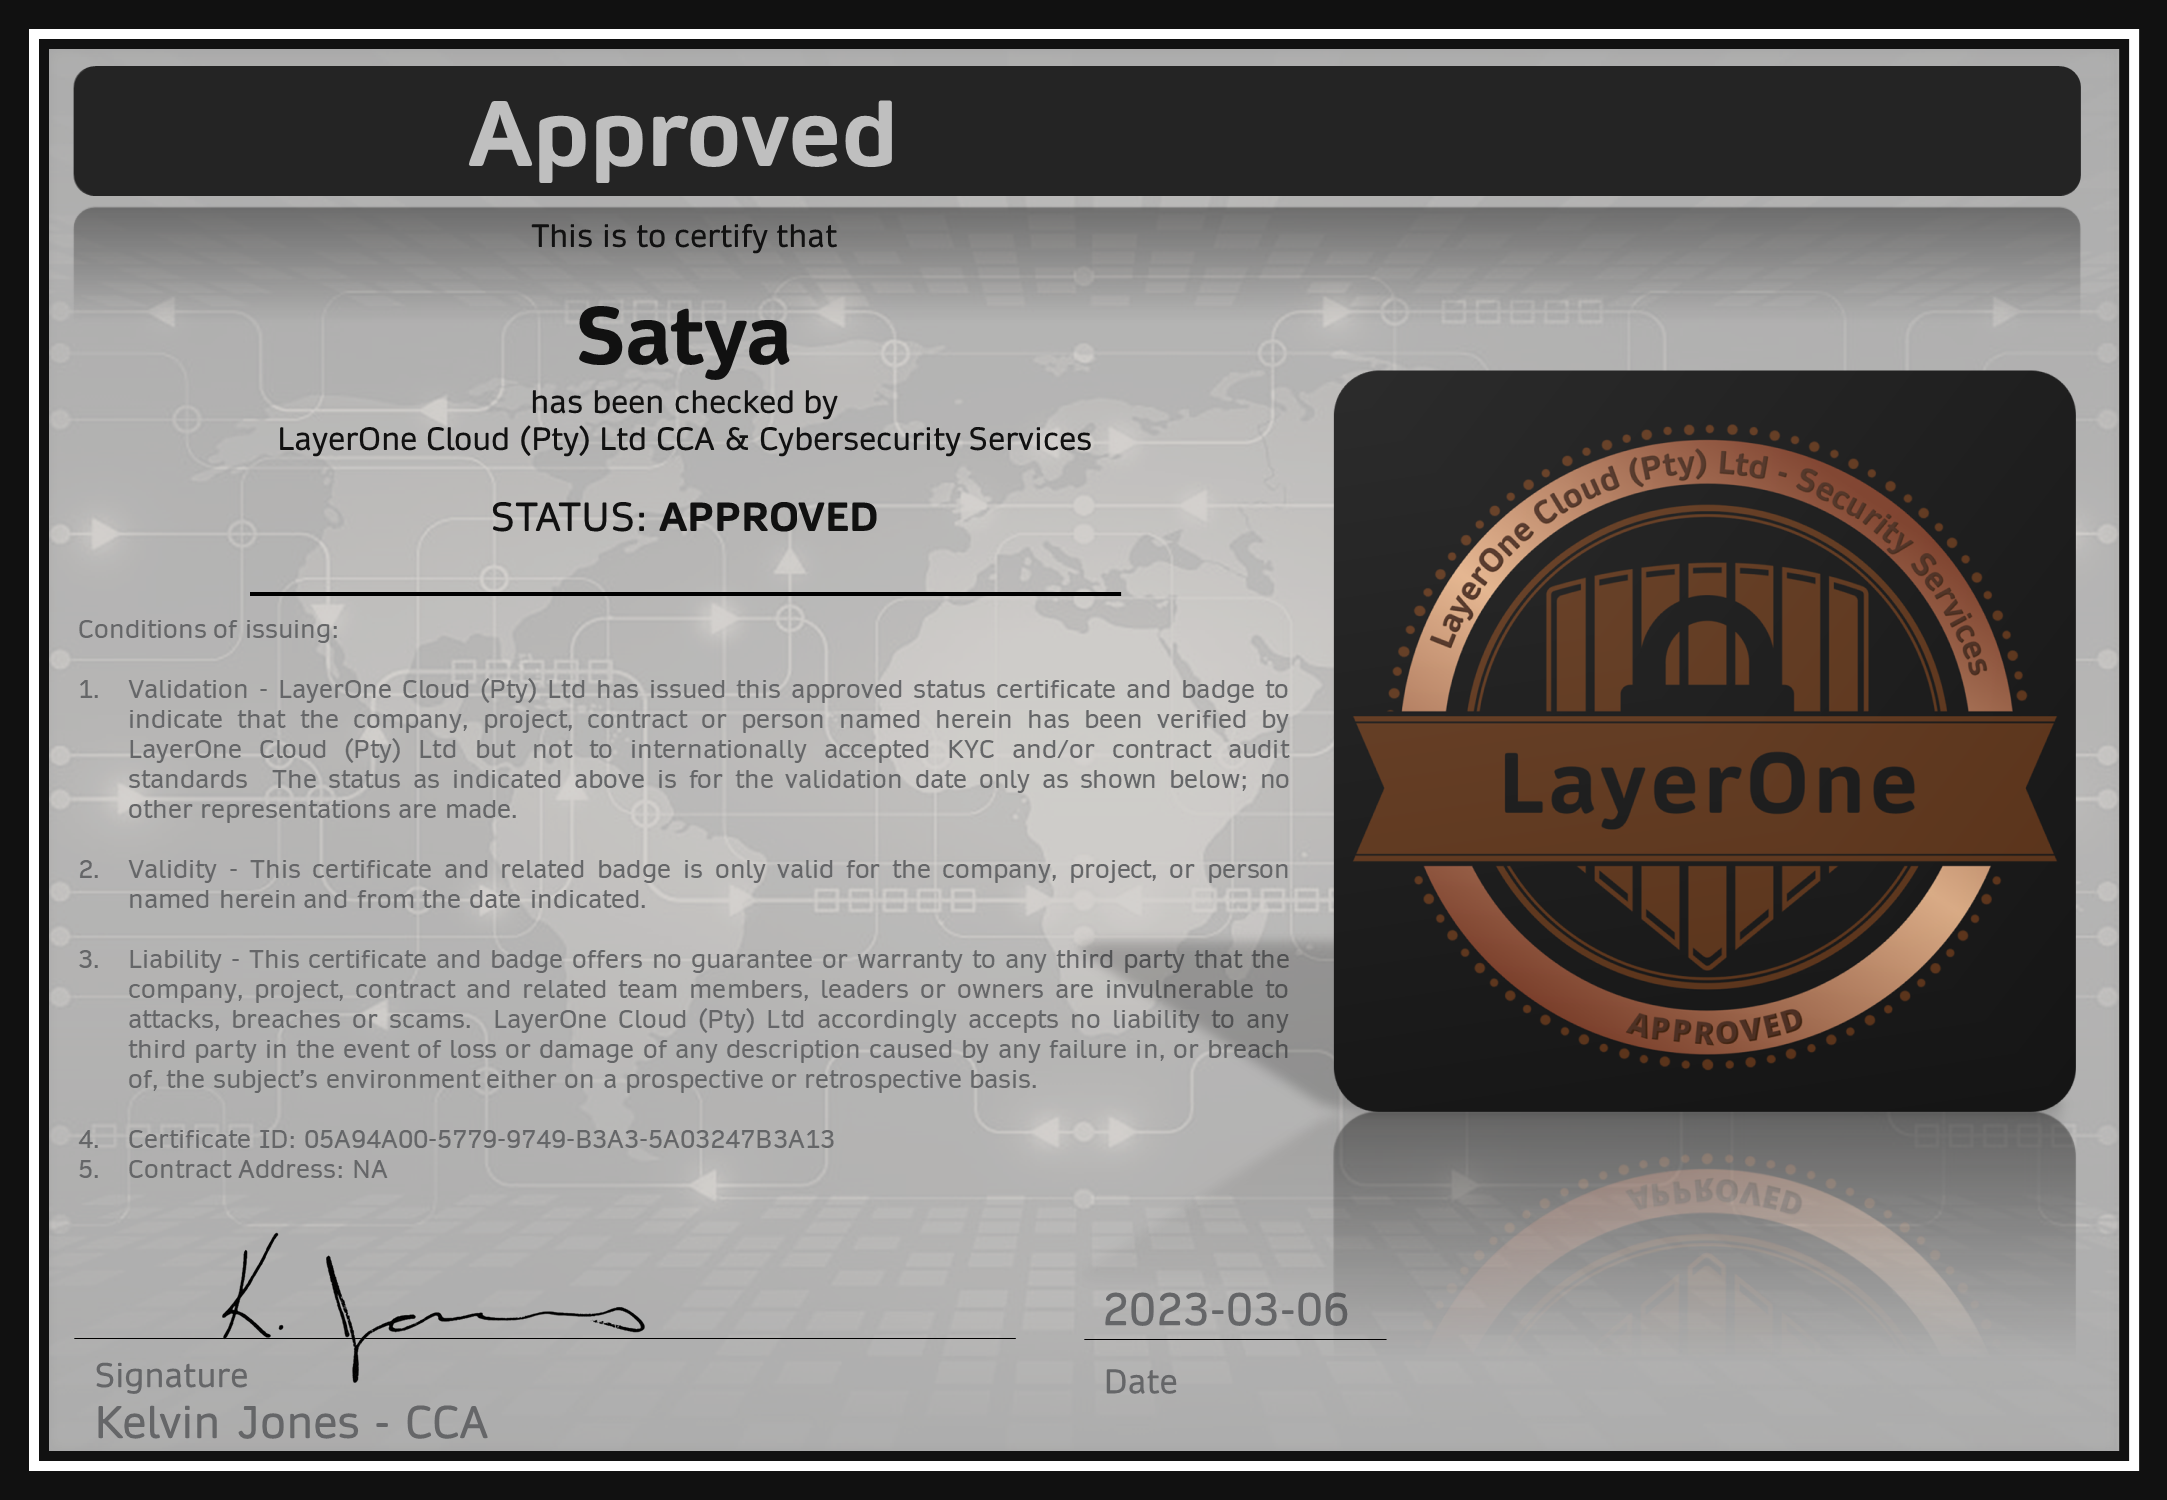 Approved
This is to certify that
Satya
has been checked by
LayerOne Cloud (Pty) Ltd CCA & Cybersecurity Services
STATUS: APPROVED
Conditions of issuing:
1. Validation - LayerOne Cloud (Pty) Ltd has issued this approved status certificate and badge to
indicate that the company, project, contract or person named herein has been verified by
LayerOne Cloud (Pty) Ltd but not to internationally accepted KYC and/or contract audit
standards  The status as indicated above is for the validation date only as shown below; no
other representations are made.
2. Validity - This certificate and related badge is only valid for the company, project, or person
named herein and from the date indicated.
3. Liability - This certificate and badge offers no guarantee or warranty to any third party that the
company, project, contract and related team members, leaders or owners are invulnerable to
attacks, breaches or scams.  LayerOne Cloud (Pty) Ltd accordingly accepts no liability to any
third party in the event of loss or damage of any description caused by any failure in, or breach
of, the subject’s environment either on a prospective or retrospective basis.
4. Certificate ID: 05A94A00-5779-9749-B3A3-5A03247B3A13
5. Contract Address: NA
LayerOne Cloud (Pty) Ltd - Security Services
LayerOne
APPROVED
APPROVED
K. Jones
2023-03-06
Signature
Date
Kelvin Jones - CCA